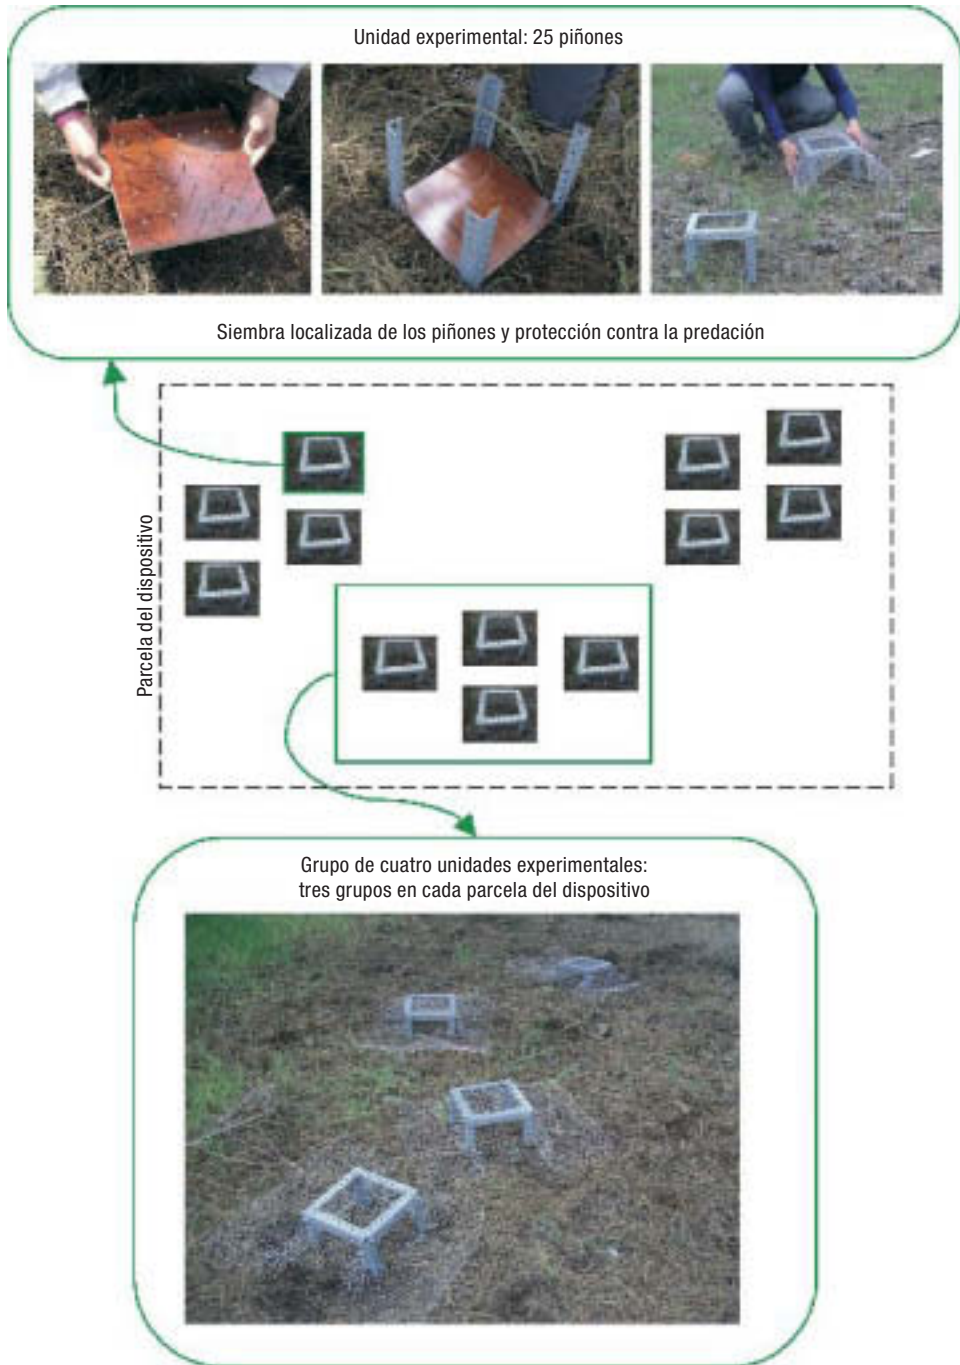 Unidad experimental: 25 piñones
Siembra localizada de los piñones y protección contra la predación
Parcela del dispositivo
Grupo de cuatro unidades experimentales:
tres grupos en cada parcela del dispositivo